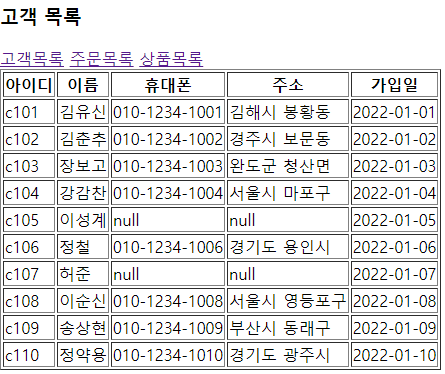 고객 목록
고객목록 주문목록 상품목록
아이디 이름 휴대폰 주소 가입일
c101 김유신 010-1234-1001 김해시 봉황동 2022-01-01
c102 김춘추 010-1234-1002 경주시 보문동 2022-01-02
c103 장보고 010-1234-1003 완도군 청산면 2022-01-03
c104 강감찬 010-1234-1004 서울시 마포구 2022-01-04
c105 이성계 null null 2022-01-05
c106 정철 010-1234-1006 경기도 용인시 2022-01-06
c107 허준 null null 2022-01-07
c108 이순신 010-1234-1008 서울시 영등포구 2022-01-08
c109 송상현 010-1234-1009 부산시 동래구 2022-01-09
c110 정약용 010-1234-1010 경기도 광주시 2022-01-10